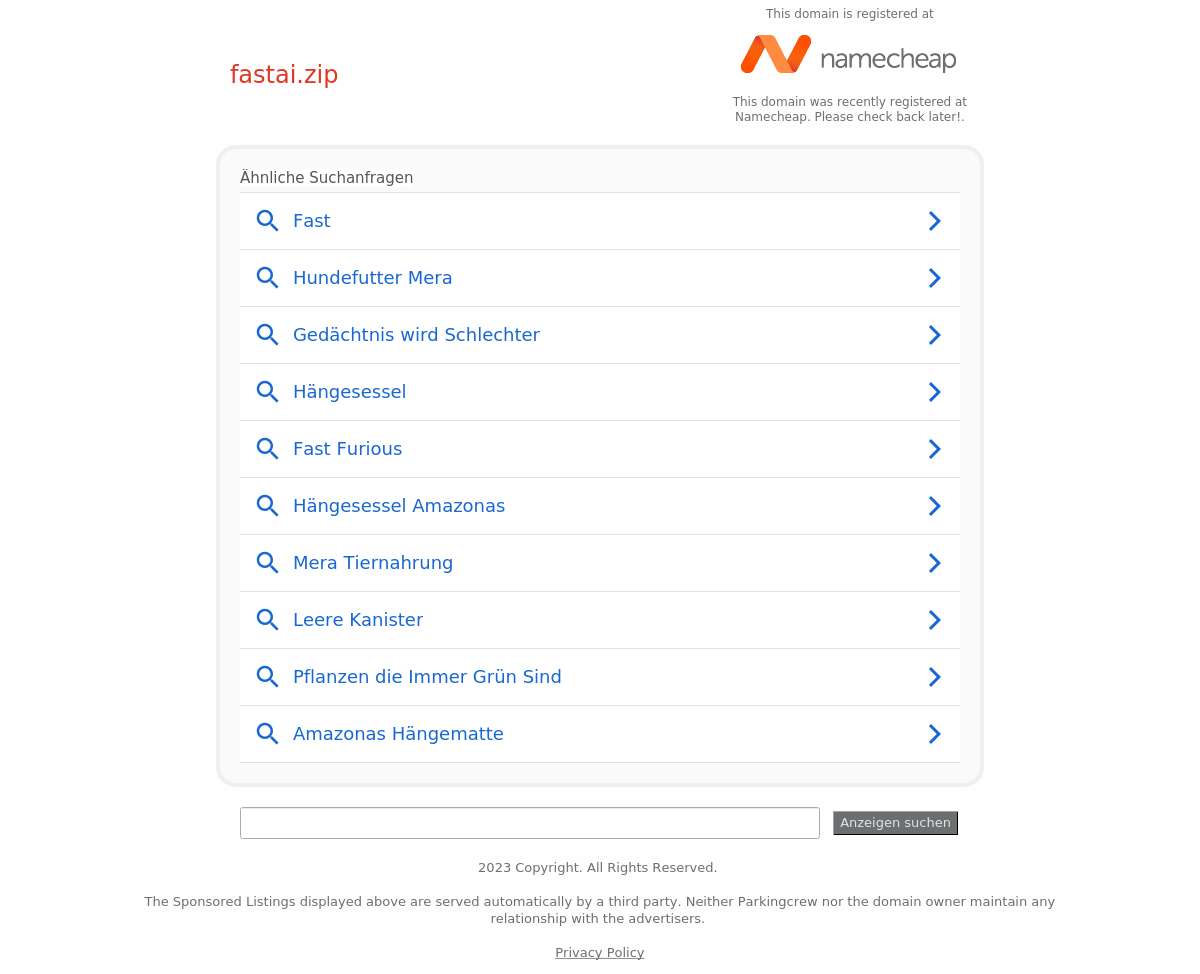 This domain is registered at
fastai.zip
namecheap
This domain was recently registered at
Namecheap. Please check back later!.
Ähnliche Suchanfragen
Fast
Hundefutter Mera
Gedächtnis wird Schlechter
Hängesessel
Fast Furious
Hängesessel Amazonas
Mera Tiernahrung
Leere Kanister
Pflanzen die Immer Grün Sind
Amazonas Hängematte
Anzeigen suchen
2023 Copyright. All Rights Reserved.
The Sponsored Listings displayed above are served automatically by a third party. Neither Parkingcrew nor the domain owner maintain any
relationship with the advertisers.
Privacy Policy